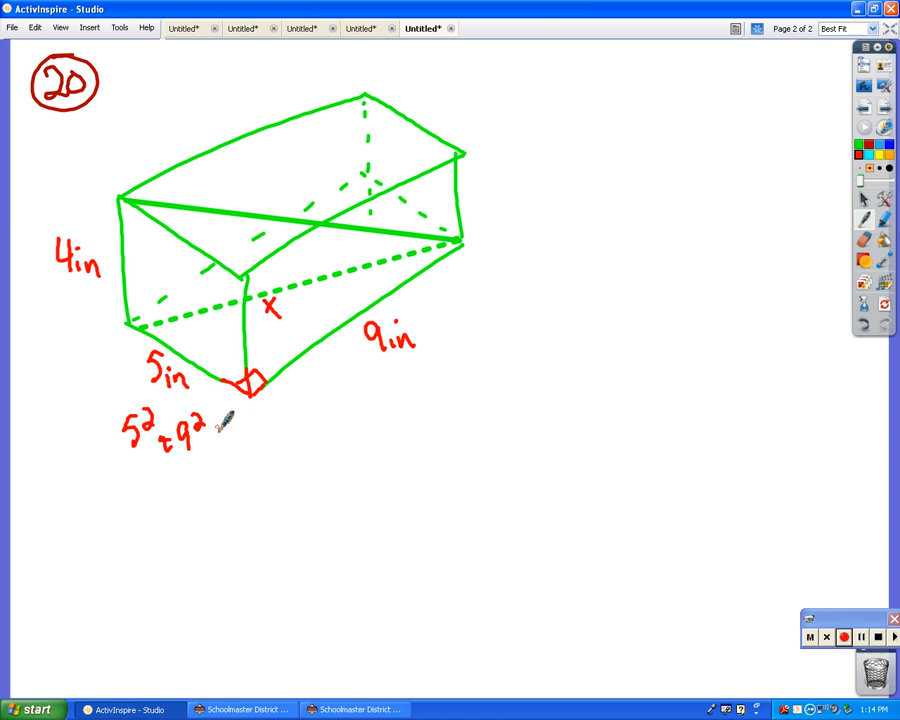 ActivInspire - Studio
File Edit View Insert Tools Help
Untitled* Untitled* Untitled* Untitled* Untitled*
Page 2 of 2 Best Fit
20
4in
x
9in
5in
5² + 9²
M
start ActivInspire - Studio Schoolmaster District ... Schoolmaster District ... 1:14 PM